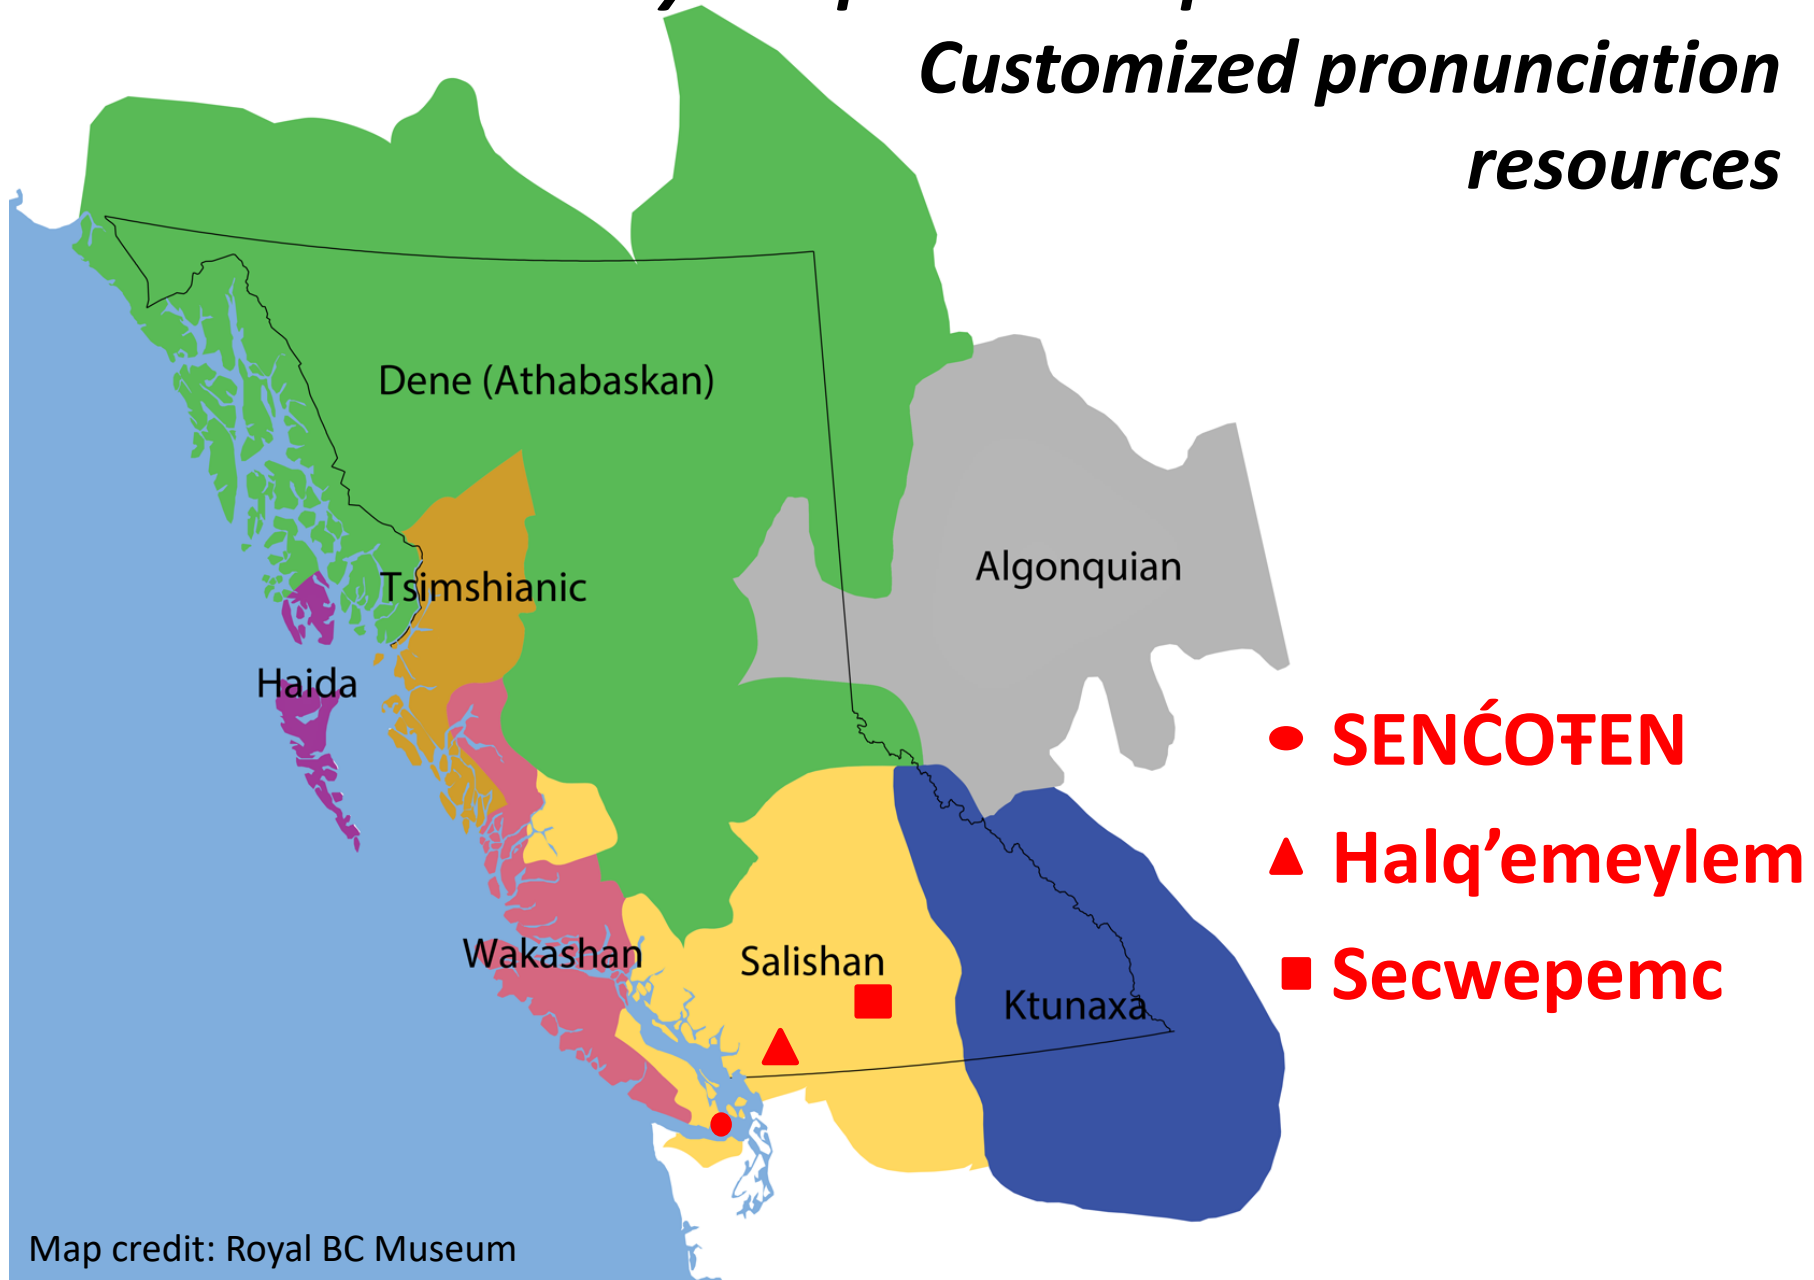 Customized pronunciation
resources
Dene (Athabaskan)
Algonquian
Tsimshianic
Haida
SENĆOŦEN
Halq’emeylem
Wakashan
Salishan
Secwepemc
Ktunaxa
Map credit: Royal BC Museum